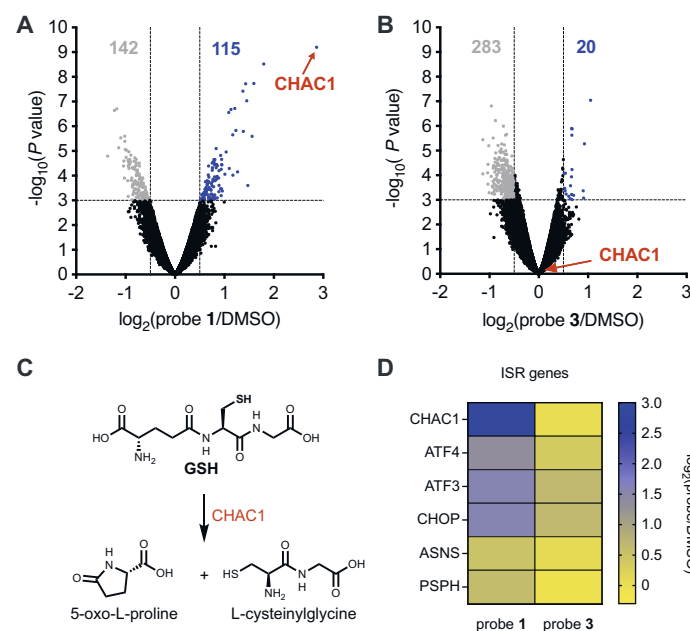 A
10
9
8
7
6
5
4
3
2
1
0
-log10(P value)
142
115
CHAC1
-2
-1
0
1
2
3
log2(probe 1/DMSO)
B
10
9
8
7
6
5
4
3
2
1
0
-log10( P value)
283
20
CHAC1
-2
-1
0
1
2
3
log2(probe 3/DMSO)
C
O
HO
NH2
O
N
H
SH
O
H
N
O
OH
GSH
CHAC1
O
H
N
O
OH
+
HS
NH2
O
N
H
O
OH
5-oxo-L-proline
L-cysteinylglycine
D
ISR genes
CHAC1
ATF4
ATF3
CHOP
ASNS
PSPH
probe 1
probe 3
3.0
2.5
2.0
1.5
1.0
0.5
0
log2(probe/DMSO)